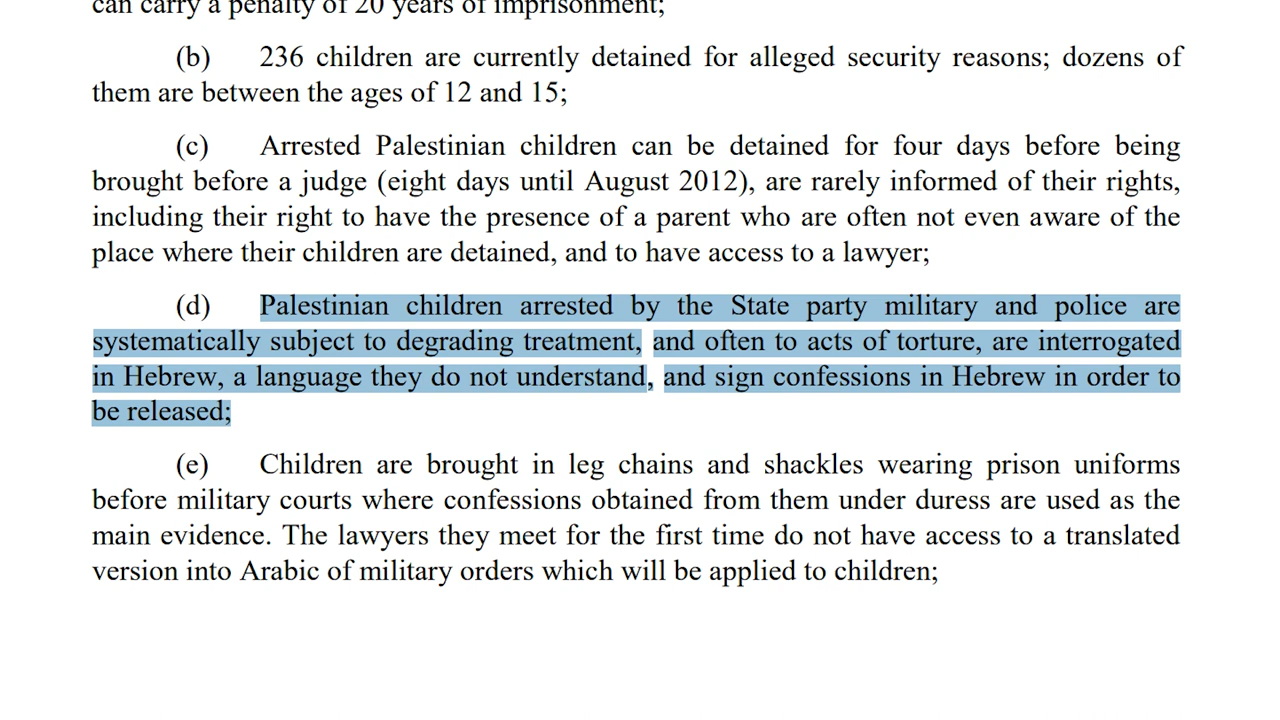 can carry a penalty of 20 years of imprisonment;
(b) 236 children are currently detained for alleged security reasons; dozens of
them are between the ages of 12 and 15;
(c) Arrested Palestinian children can be detained for four days before being
brought before a judge (eight days until August 2012), are rarely informed of their rights,
including their right to have the presence of a parent who are often not even aware of the
place where their children are detained, and to have access to a lawyer;
(d) Palestinian children arrested by the State party military and police are
systematically subject to degrading treatment, and often to acts of torture, are interrogated
in Hebrew, a language they do not understand, and sign confessions in Hebrew in order to
be released;
(e) Children are brought in leg chains and shackles wearing prison uniforms
before military courts where confessions obtained from them under duress are used as the
main evidence. The lawyers they meet for the first time do not have access to a translated
version into Arabic of military orders which will be applied to children;